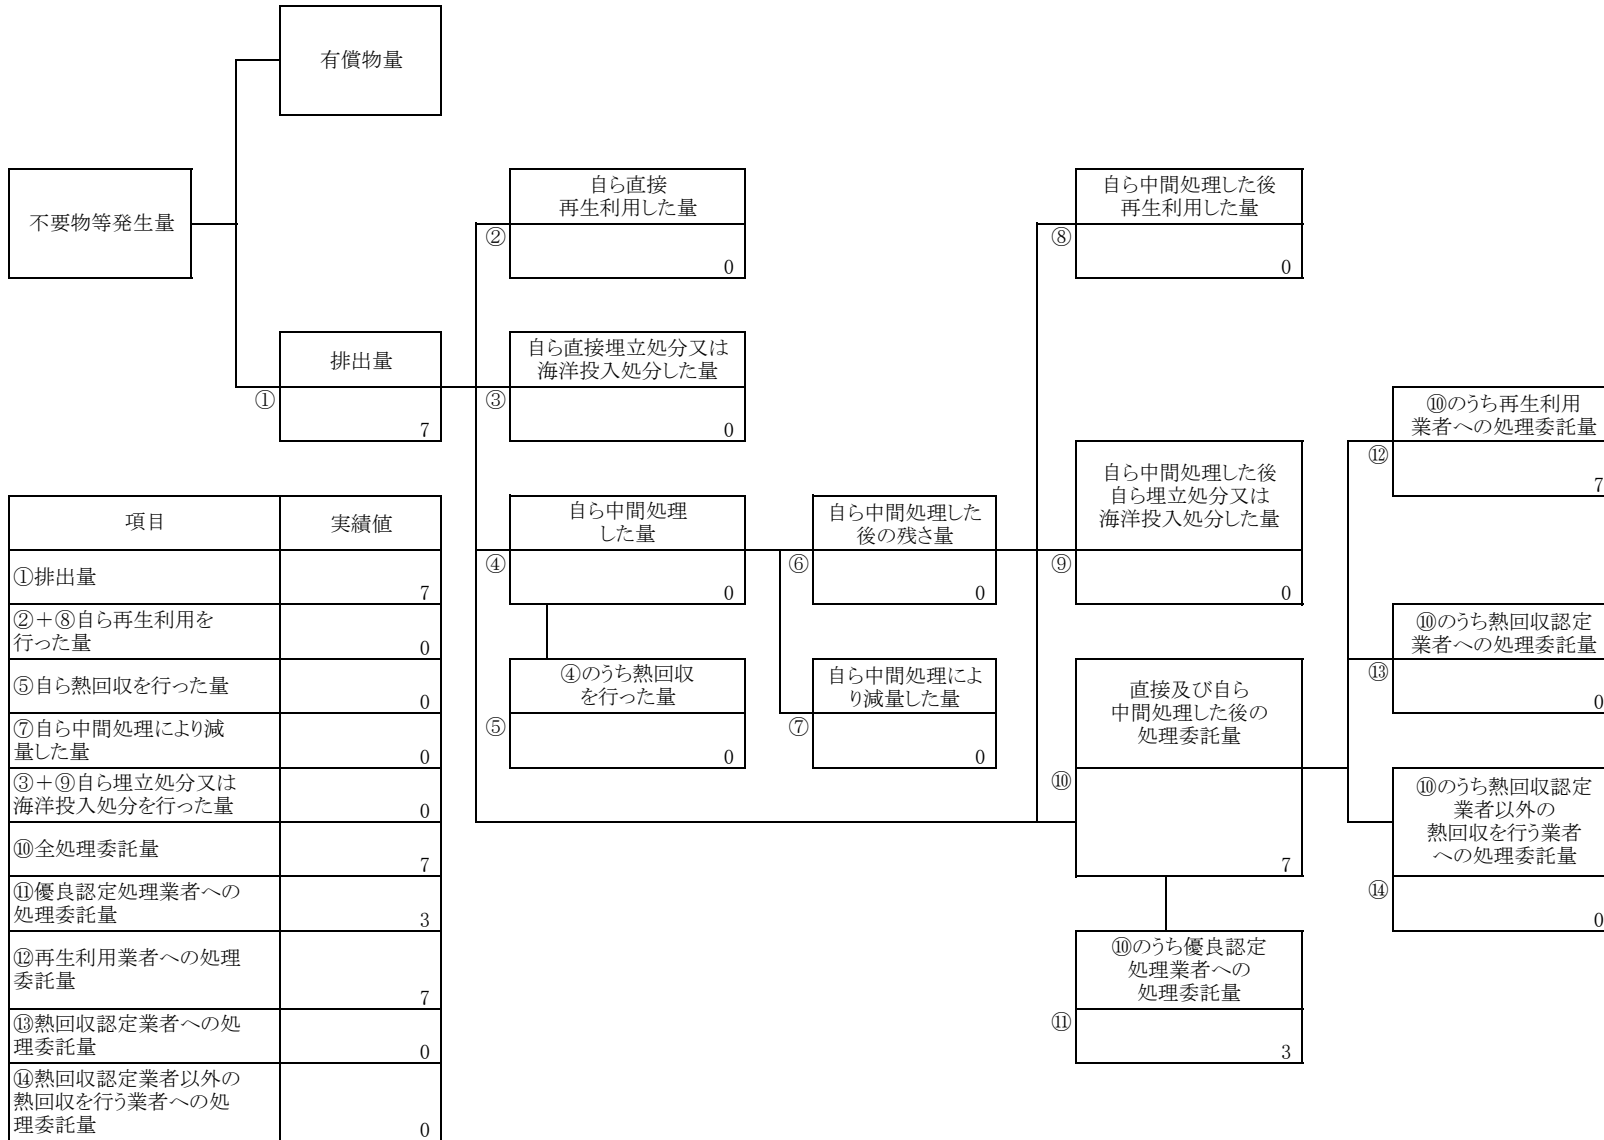 有償物量
不要物等発生量
排出量
①
7
自ら直接
再生利用した量
②
0
自ら直接埋立処分又は
海洋投入処分した量
③
0
自ら中間処理
した量
④
0
④のうち熱回収
を行った量
⑤
0
自ら中間処理した
後の残さ量
⑥
0
自ら中間処理によ
り減量した量
⑦
0
自ら中間処理した後
再生利用した量
⑧
0
自ら中間処理した後
自ら埋立処分又は
海洋投入処分した量
⑨
0
直接及び自ら
中間処理した後の
処理委託量
⑩
7
⑩のうち優良認定
処理業者への
処理委託量
⑪
3
⑩のうち再生利用
業者への処理委託量
⑫
7
⑩のうち熱回収認定
業者への処理委託量
⑬
0
⑩のうち熱回収認定
業者以外の
熱回収を行う業者
への処理委託量
⑭
0
項目 実績値
①排出量
7
②+⑧自ら再生利用を
行った量
0
⑤自ら熱回収を行った量
0
⑦自ら中間処理により減
量した量
0
③+⑨自ら埋立処分又は
海洋投入処分を行った量
0
⑩全処理委託量
7
⑪優良認定処理業者への
処理委託量
3
⑫再生利用業者への処理
委託量
7
⑬熱回収認定業者への処
理委託量
0
⑭熱回収認定業者以外の
熱回収を行う業者への処
理委託量
0